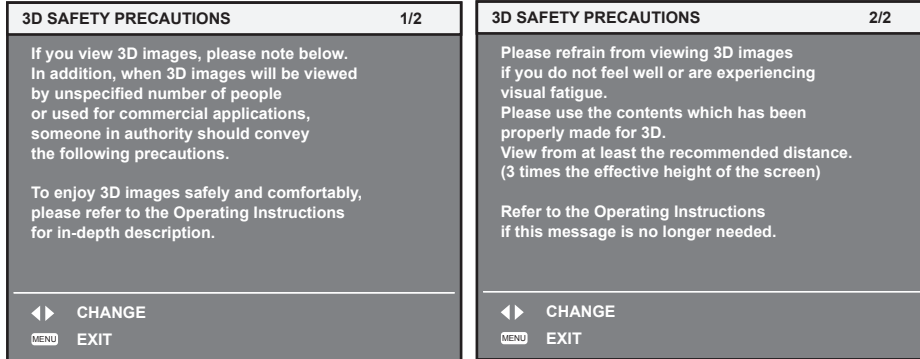 3D SAFETY PRECAUTIONS 1/2
If you view 3D images, please note below.
In addition, when 3D images will be viewed
by unspecified number of people
or used for commercial applications,
someone in authority should convey
the following precautions.
To enjoy 3D images safely and comfortably,
please refer to the Operating Instructions
for in-depth description.
CHANGE
MENU EXIT
3D SAFETY PRECAUTIONS 2/2
Please refrain from viewing 3D images
if you do not feel well or are experiencing
visual fatigue.
Please use the contents which has been
properly made for 3D.
View from at least the recommended distance.
(3 times the effective height of the screen)
Refer to the Operating Instructions
if this message is no longer needed.
CHANGE
MENU EXIT